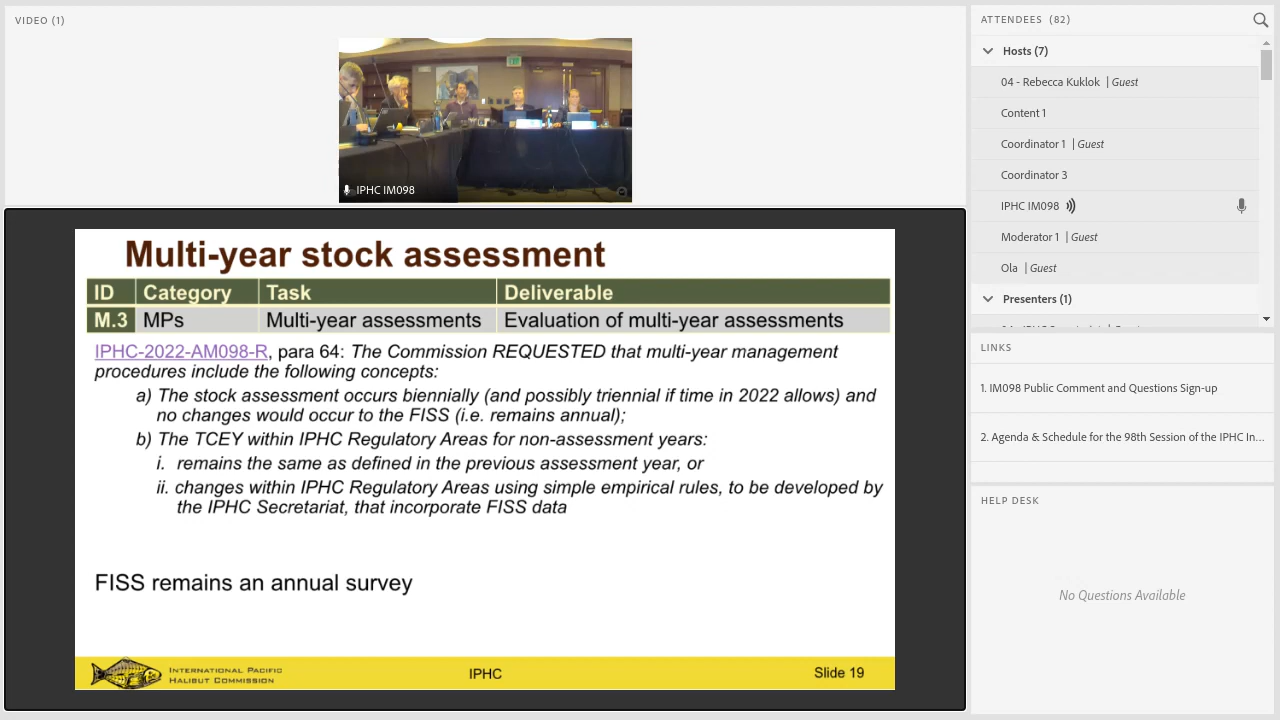 VIDEO (1)
IPHC IM098
Multi-year stock assessment
ID Category Task Deliverable
M.3 MPs Multi-year assessments Evaluation of multi-year assessments
IPHC-2022-AM098-R, para 64: The Commission REQUESTED that multi-year management
procedures include the following concepts:
a) The stock assessment occurs biennially (and possibly triennial if time in 2022 allows) and
no changes would occur to the FISS (i.e. remains annual);
b) The TCEY within IPHC Regulatory Areas for non-assessment years:
i. remains the same as defined in the previous assessment year, or
ii. changes within IPHC Regulatory Areas using simple empirical rules, to be developed by
the IPHC Secretariat, that incorporate FISS data
FISS remains an annual survey
INTERNATIONAL PACIFIC
HALIBUT COMMISSION
IPHC
Slide 19
ATTENDEES (82)
Hosts (7)
04 - Rebecca Kuklok | Guest
Content 1
Coordinator 1 | Guest
Coordinator 3
IPHC IM098
Moderator 1 | Guest
Ola | Guest
Presenters (1)
LINKS
1. IM098 Public Comment and Questions Sign-up
2. Agenda & Schedule for the 98th Session of the IPHC In...
HELP DESK
No Questions Available